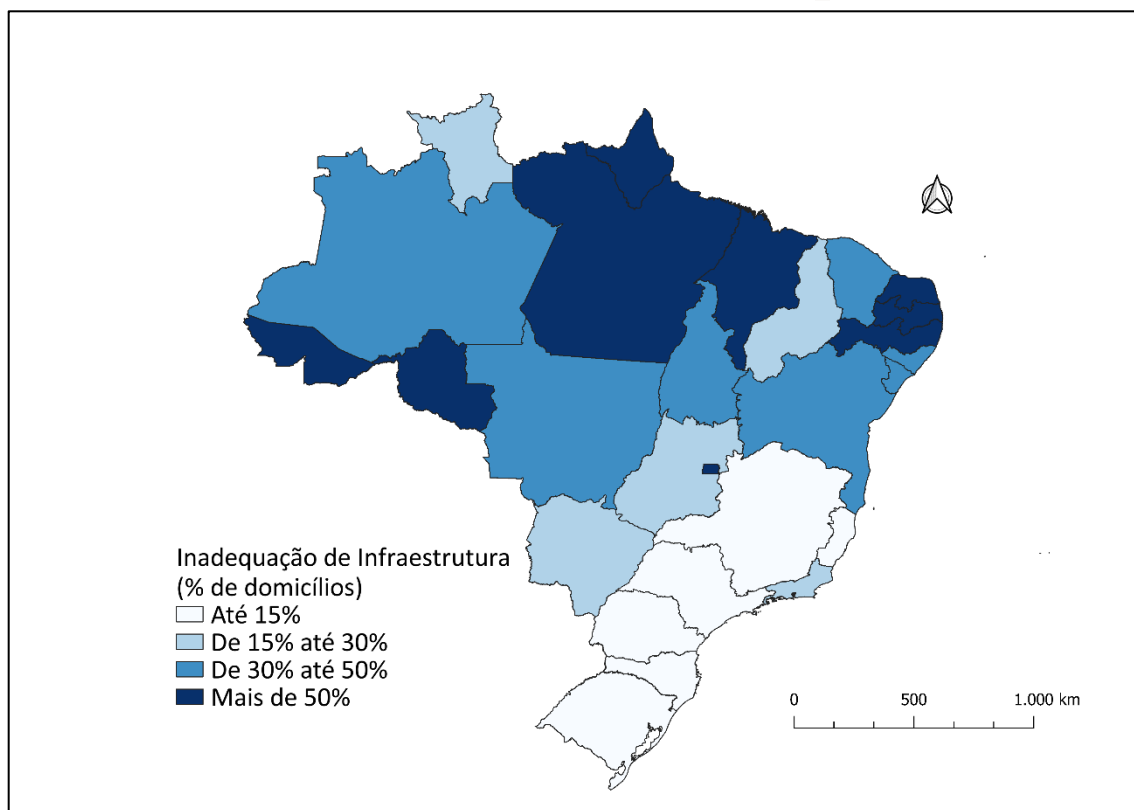 Inadequação de Infraestrutura
(% de domicílios)
Até 15%
De 15% até 30%
De 30% até 50%
Mais de 50%
0 500 1.000 km